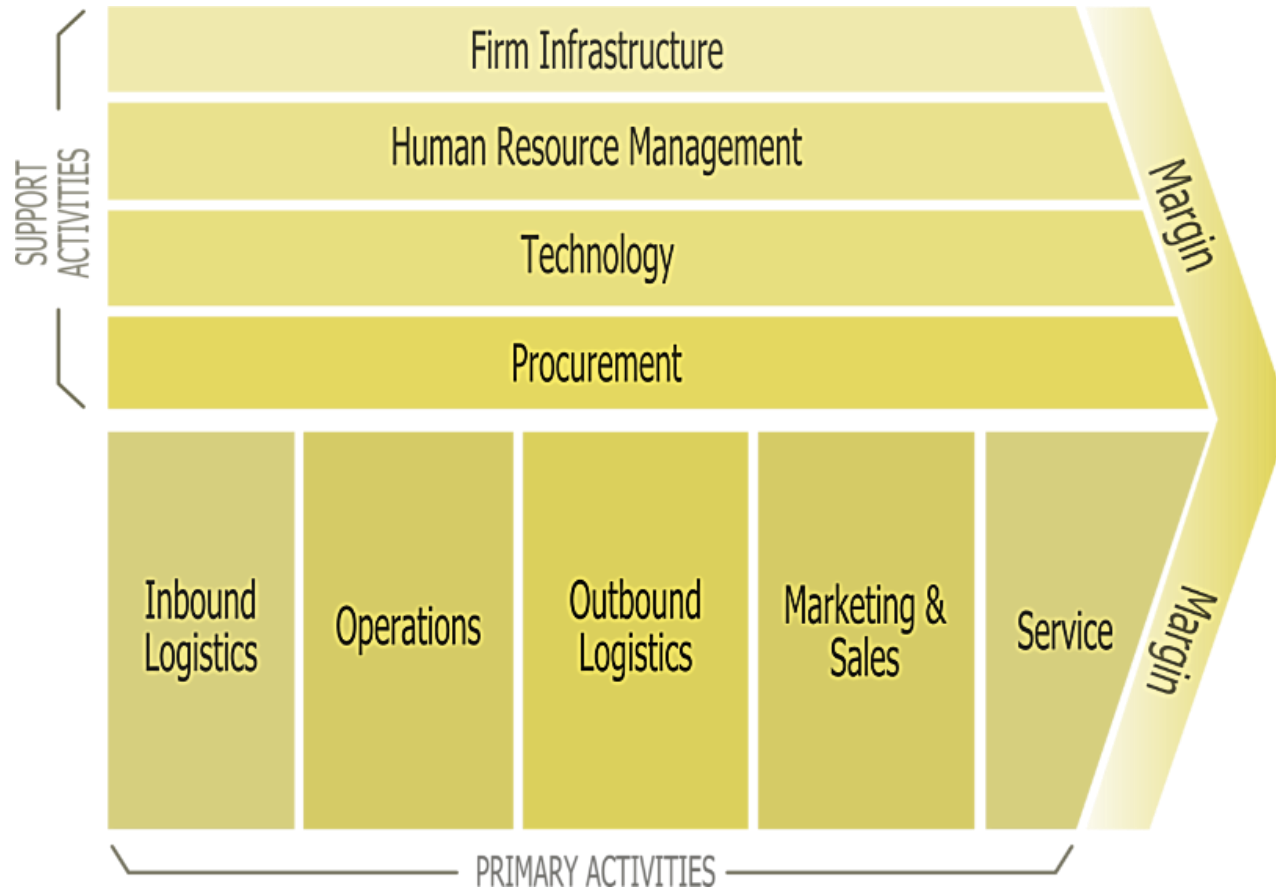 Firm Infrastructure
Human Resource Management
Technology
Procurement
SUPPORT
ACTIVITIES
Margin
Inbound
Logistics
Operations
Outbound
Logistics
Marketing &
Sales
Service
Margin
PRIMARY ACTIVITIES